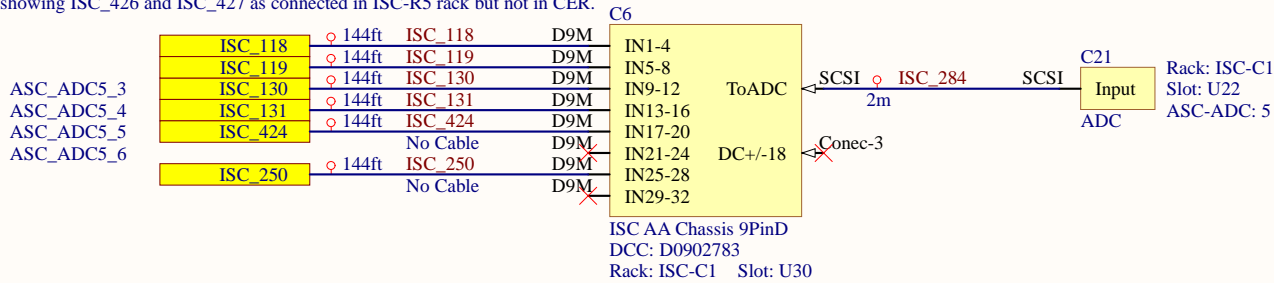 showing ISC_426 and ISC_427 as connected in ISC-R5 rack but not in CER.
C6
ISC_118 144ft ISC_118 D9M IN1-4
ISC_119 144ft ISC_119 D9M IN5-8
ASC_ADC5_3 ISC_130 144ft ISC_130 D9M IN9-12 ToADC SCSI ISC_284 SCSI
2m
C21
Input
ADC
Rack: ISC-C1
Slot: U22
ASC-ADC: 5
ASC_ADC5_4 ISC_131 144ft ISC_131 D9M IN13-16
ASC_ADC5_5 ISC_424 144ft ISC_424 D9M IN17-20
ASC_ADC5_6 No Cable D9M IN21-24 DC+/-18 Conec-3
ISC_250 144ft ISC_250 D9M IN25-28
No Cable D9M IN29-32
ISC AA Chassis 9PinD
DCC: D0902783
Rack: ISC-C1 Slot: U30